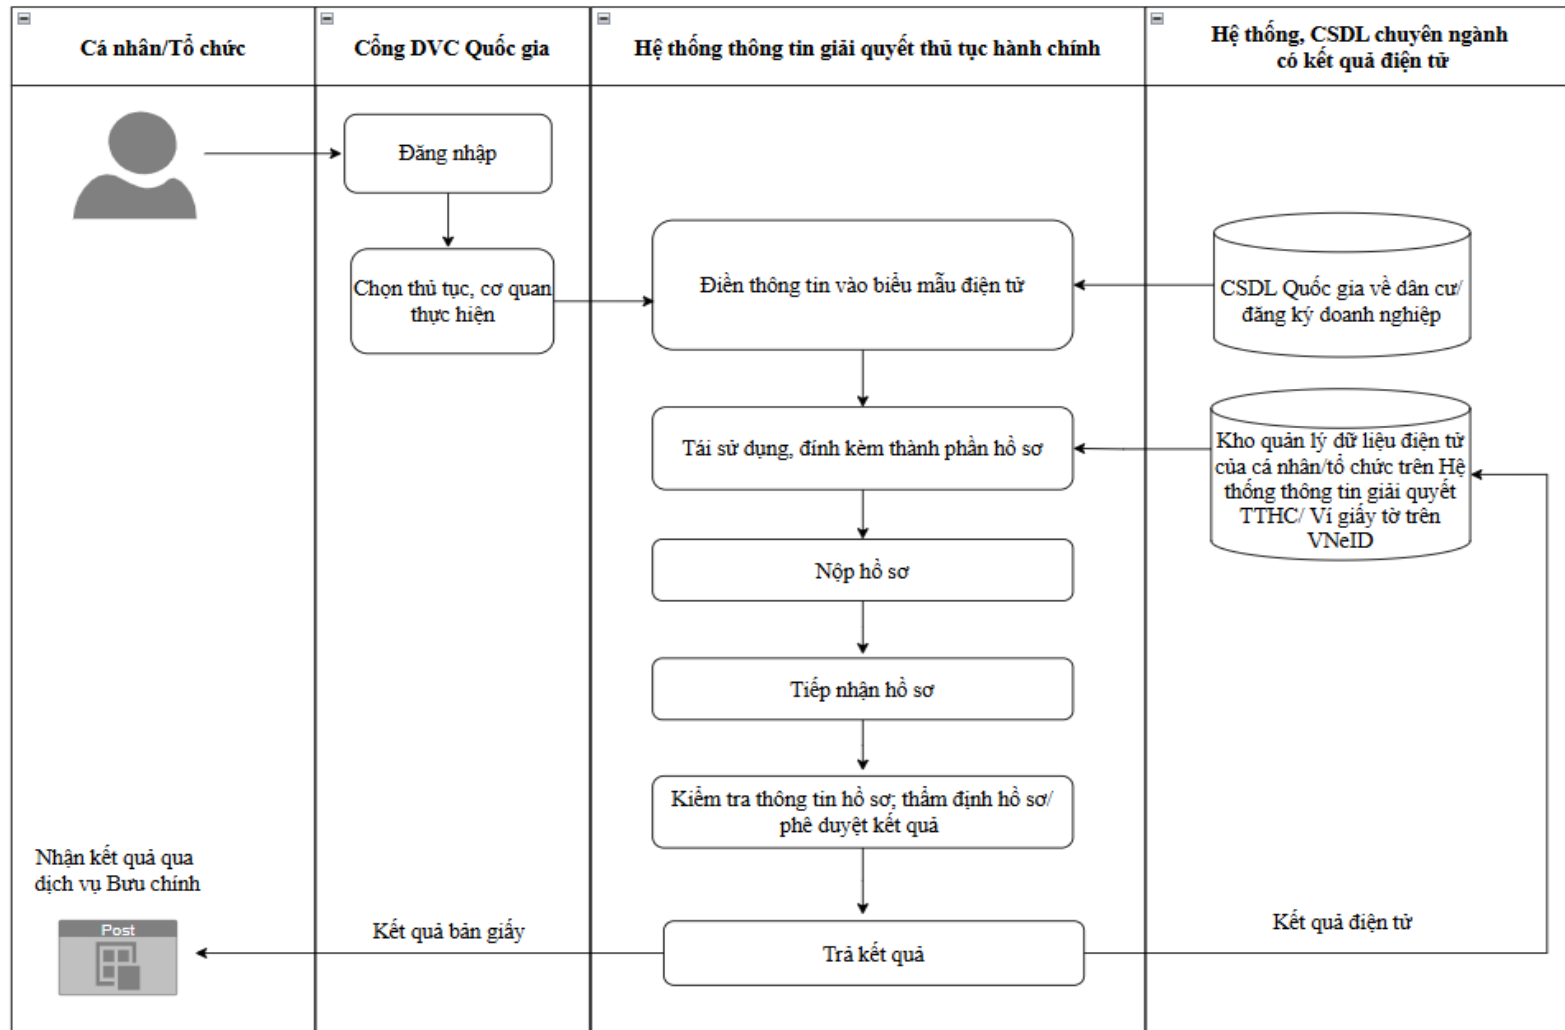 Cá nhân/Tổ chức
Cổng DVC Quốc gia
Hệ thống thông tin giải quyết thủ tục hành chính
Hệ thống, CSDL chuyên ngành
có kết quả điện tử
Đăng nhập
Chọn thủ tục, cơ quan
thực hiện
Điền thông tin vào biểu mẫu điện tử
CSDL Quốc gia về dân cư/
đăng ký doanh nghiệp
Tái sử dụng, đính kèm thành phần hồ sơ
Kho quản lý dữ liệu điện tử
của cá nhân/tổ chức trên Hệ
thống thông tin giải quyết
TTHC/ Ví giấy tờ trên
VNeID
Nộp hồ sơ
Tiếp nhận hồ sơ
Kiểm tra thông tin hồ sơ; thẩm định hồ sơ/
phê duyệt kết quả
Nhận kết quả qua
dịch vụ Bưu chính
Post
Kết quả bản giấy
Trả kết quả
Kết quả điện tử